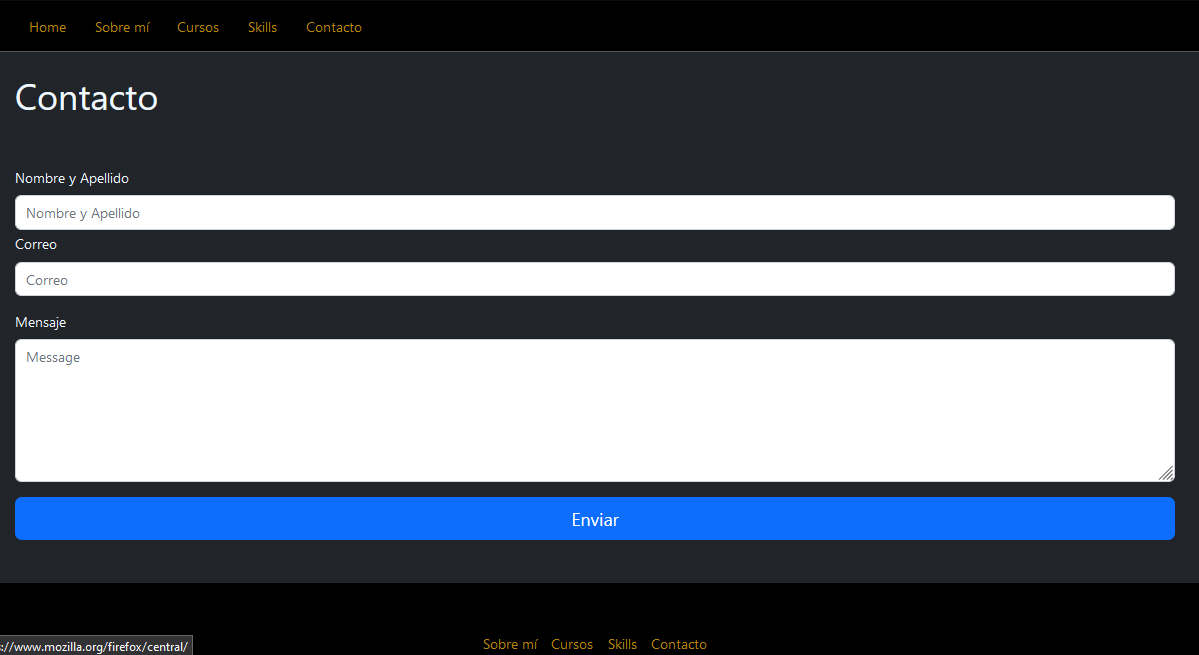 Home Sobre mí Cursos Skills Contacto
Contacto
Nombre y Apellido
Nombre y Apellido
Correo
Correo
Mensaje
Message
Enviar
Sobre mí Cursos Skills Contacto
://www.mozilla.org/firefox/central/